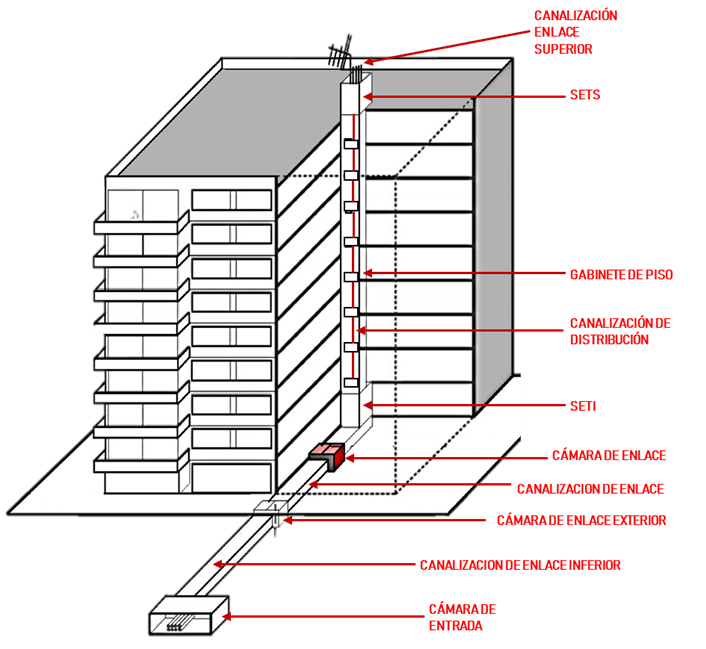 CANALIZACIÓN
ENLACE
SUPERIOR
SETS
GABINETE DE PISO
CANALIZACIÓN DE
DISTRIBUCIÓN
SETI
CÁMARA DE ENLACE
CANALIZACION DE ENLACE
CÁMARA DE ENLACE EXTERIOR
CANALIZACION DE ENLACE INFERIOR
CÁMARA DE
ENTRADA